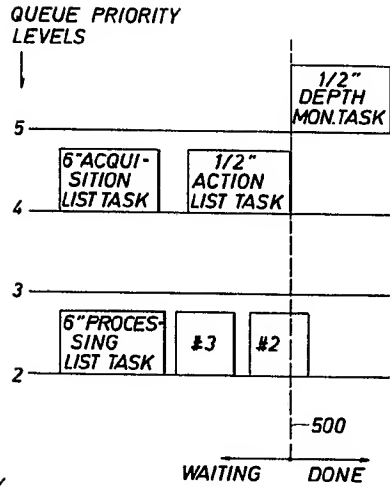 QUEUE PRIORITY
LEVELS
1/2"
DEPTH
MON.TASK
5
6"ACQUI-
SITION
LIST TASK
1/2"
ACTION
LIST TASK
4
3
6"PROCES-
SING
LIST TASK
#3
#2
2
500
WAITING
DONE